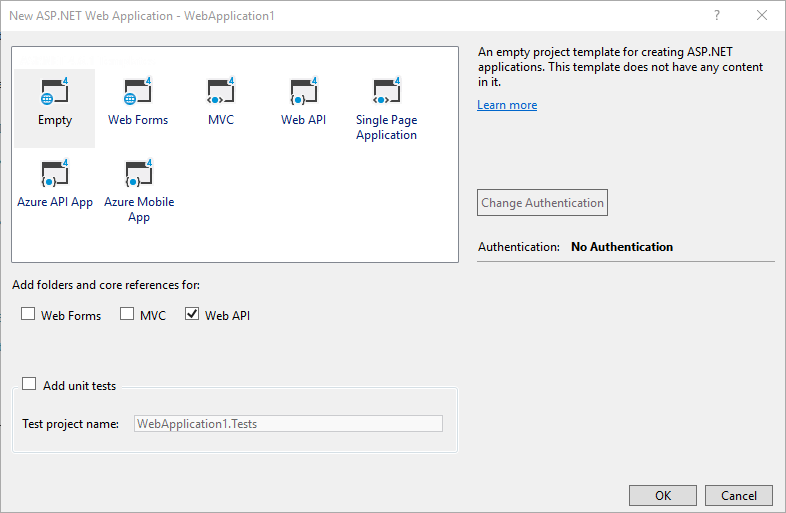 New ASP.NET Web Application - WebApplication1
?
4
4
4
4
4
Empty
Web Forms
MVC
Web API
Single Page
Application
4
4
Azure API App
Azure Mobile
App
An empty project template for creating ASP.NET
applications. This template does not have any content
in it.
Learn more
Change Authentication
Authentication: No Authentication
Add folders and core references for:
Web Forms
MVC
Web API
Add unit tests
Test project name: WebApplication1.Tests
OK
Cancel